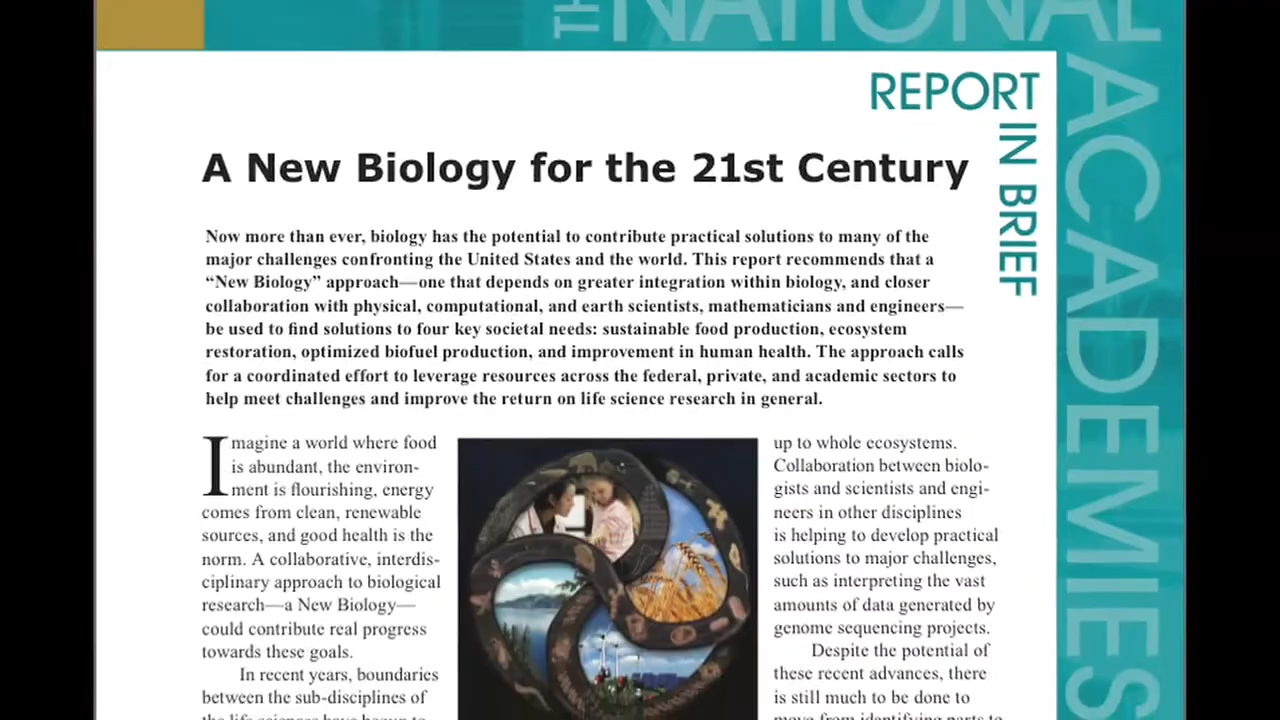 THE NATIONAL
ACADEMIES
REPORT
IN BRIEF
A New Biology for the 21st Century
Now more than ever, biology has the potential to contribute practical solutions to many of the
major challenges confronting the United States and the world. This report recommends that a
“New Biology” approach—one that depends on greater integration within biology, and closer
collaboration with physical, computational, and earth scientists, mathematicians and engineers—
be used to find solutions to four key societal needs: sustainable food production, ecosystem
restoration, optimized biofuel production, and improvement in human health. The approach calls
for a coordinated effort to leverage resources across the federal, private, and academic sectors to
help meet challenges and improve the return on life science research in general.
Imagine a world where food
is abundant, the environ-
ment is flourishing, energy
comes from clean, renewable
sources, and good health is the
norm. A collaborative, interdis-
ciplinary approach to biological
research—a New Biology—
could contribute real progress
towards these goals.
In recent years, boundaries
between the sub-disciplines of
the life sciences have begun to
up to whole ecosystems.
Collaboration between biolo-
gists and scientists and engi-
neers in other disciplines
is helping to develop practical
solutions to major challenges,
such as interpreting the vast
amounts of data generated by
genome sequencing projects.
Despite the potential of
these recent advances, there
is still much to be done to
move from identifying parts to